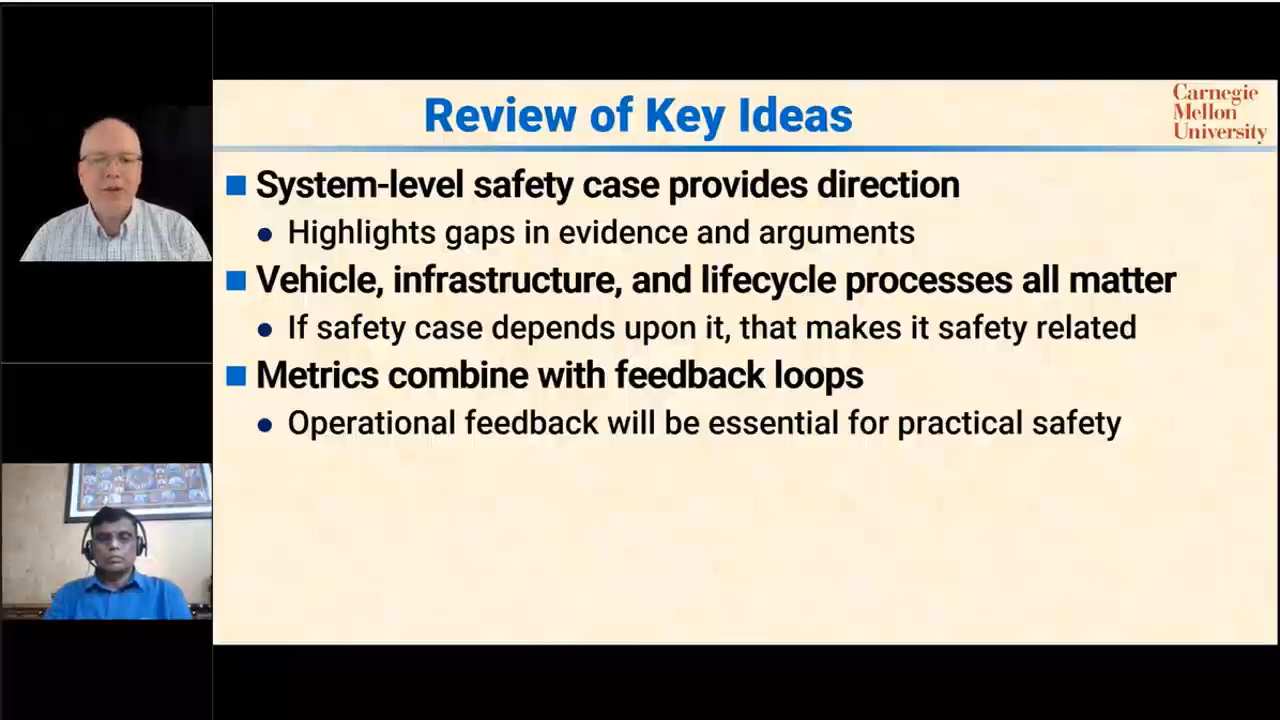 Review of Key Ideas
Carnegie
Mellon
University
System-level safety case provides direction
Highlights gaps in evidence and arguments
Vehicle, infrastructure, and lifecycle processes all matter
If safety case depends upon it, that makes it safety related
Metrics combine with feedback loops
Operational feedback will be essential for practical safety